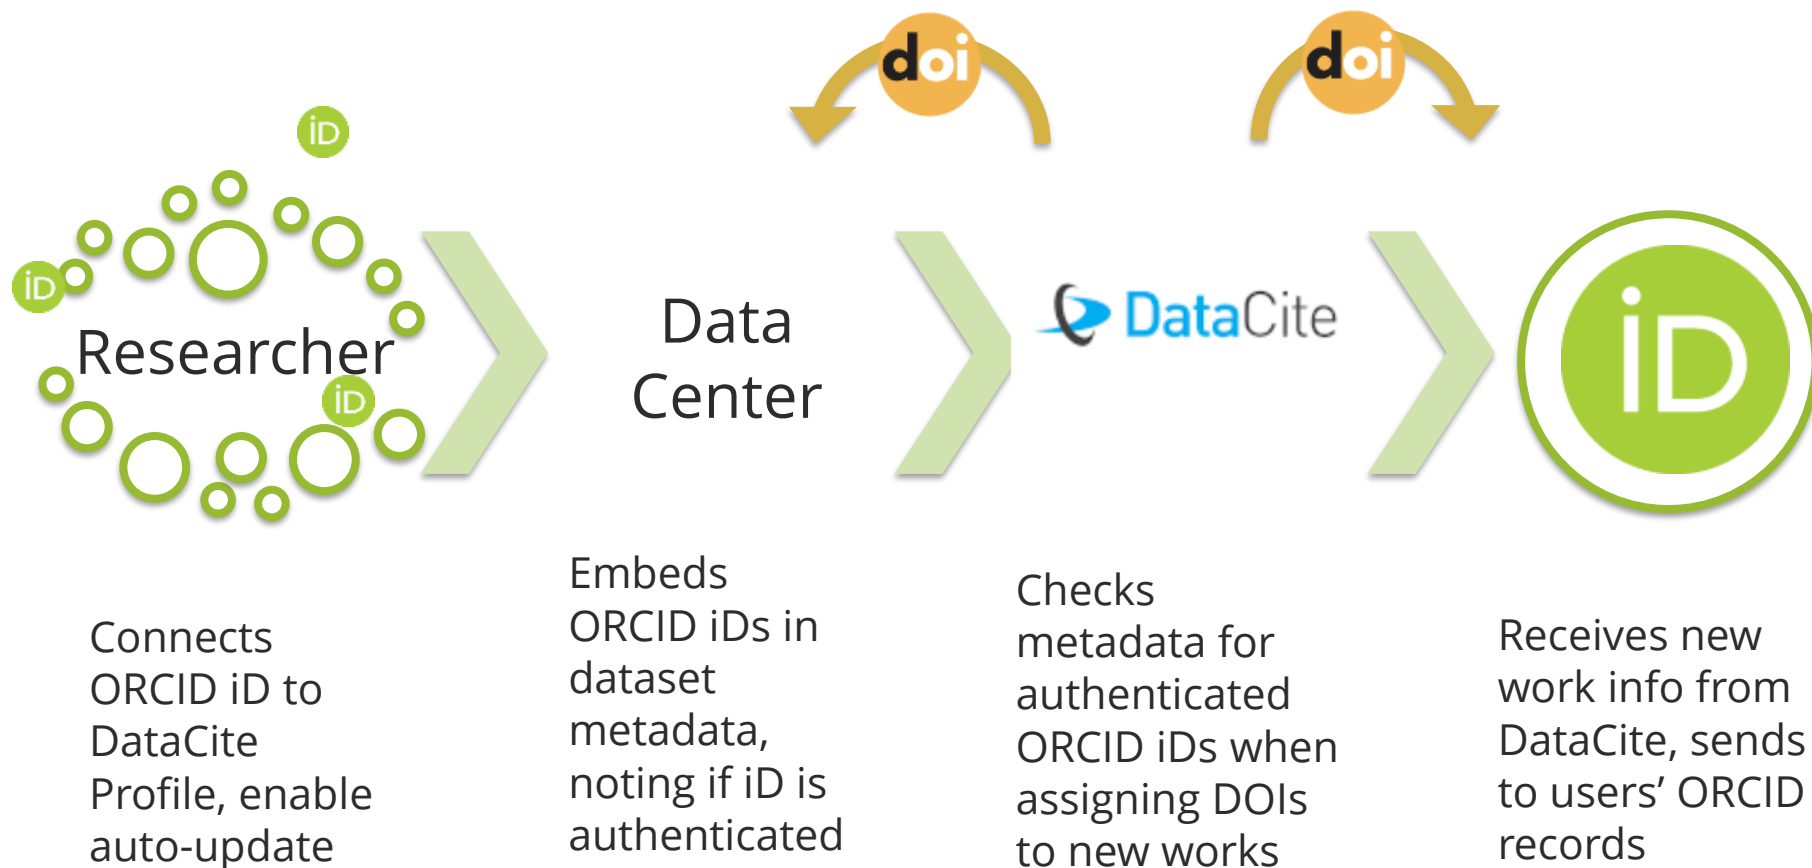 doi
doi
iD
iD
Researcher
iD
Data
Center
DataCite
iD
Connects
ORCID iD to
DataCite
Profile, enable
auto-update
Embeds
ORCID iDs in
dataset
metadata,
noting if iD is
authenticated
Checks
metadata for
authenticated
ORCID iDs when
assigning DOIs
to new works
Receives new
work info from
DataCite, sends
to users’ ORCID
records